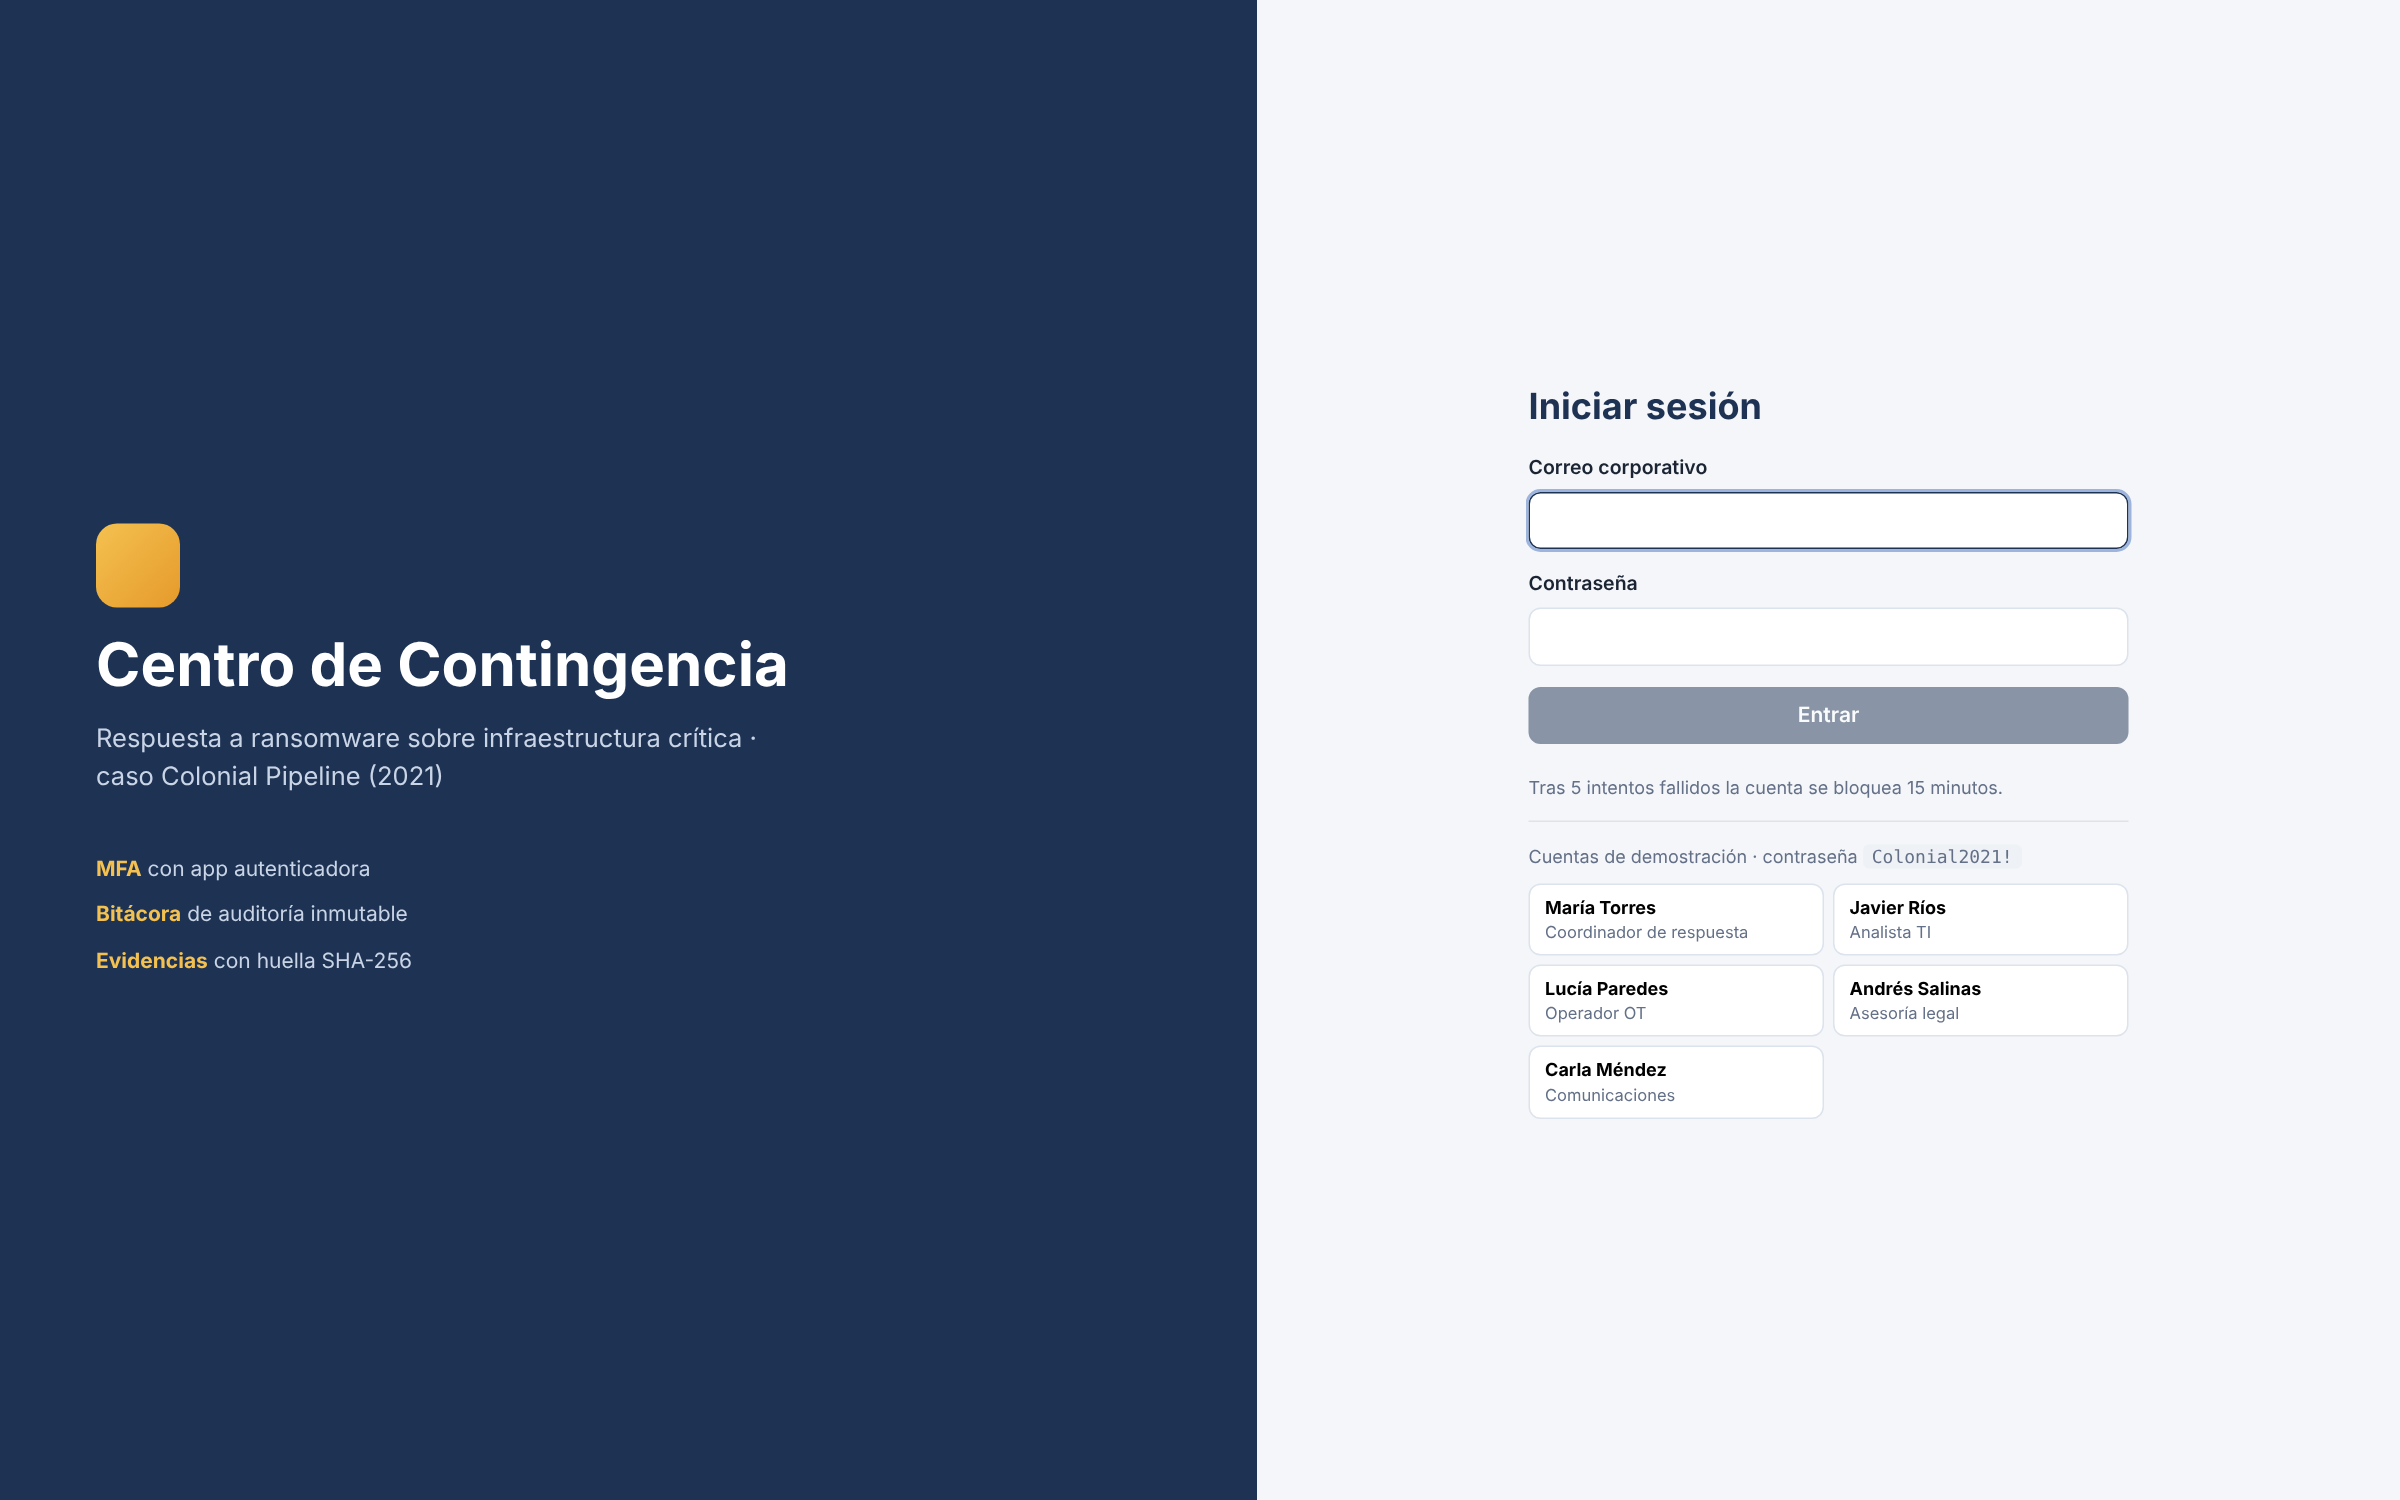 Centro de Contingencia
Respuesta a ransomware sobre infraestructura crítica ·
caso Colonial Pipeline (2021)
MFA con app autenticadora
Bitácora de auditoría inmutable
Evidencias con huella SHA-256
Iniciar sesión
Correo corporativo
Contraseña
Entrar
Tras 5 intentos fallidos la cuenta se bloquea 15 minutos.
Cuentas de demostración · contraseña Colonial2021!
María Torres
Coordinador de respuesta
Javier Ríos
Analista TI
Lucía Paredes
Operador OT
Andrés Salinas
Asesoría legal
Carla Méndez
Comunicaciones